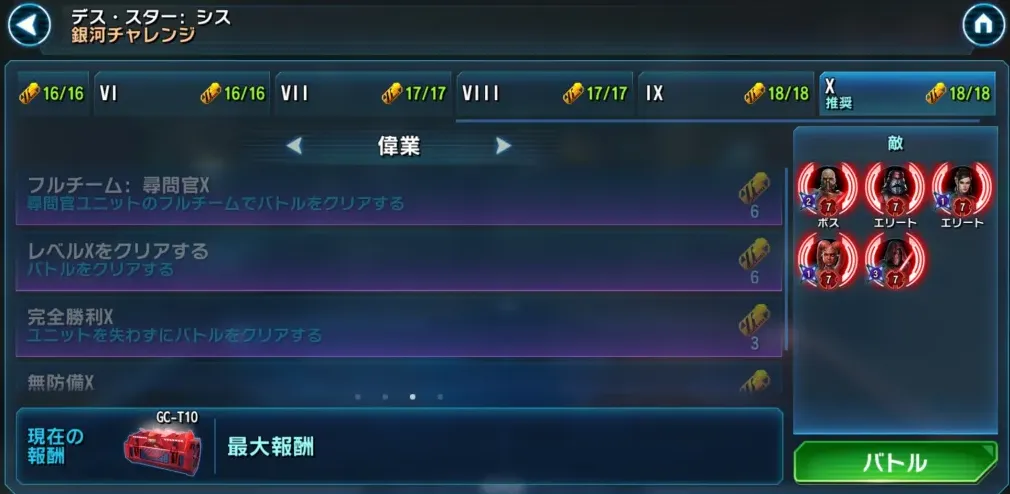 デス・スター: シス
銀河チャレンジ
16/16
VI
16/16
VII
17/17
VIII
17/17
IX
18/18
X
推奨
18/18
偉業
敵
フルチーム: 尋問官X
尋問官ユニットのフルチームでバトルをクリアする
6
レベルXをクリアする
バトルをクリアする
6
完全勝利X
ユニットを失わずにバトルをクリアする
3
無防備X
2
7
ボス
7
エリート
1
7
エリート
1
7
3
7
現在の
報酬
GC-T10
最大報酬
バトル